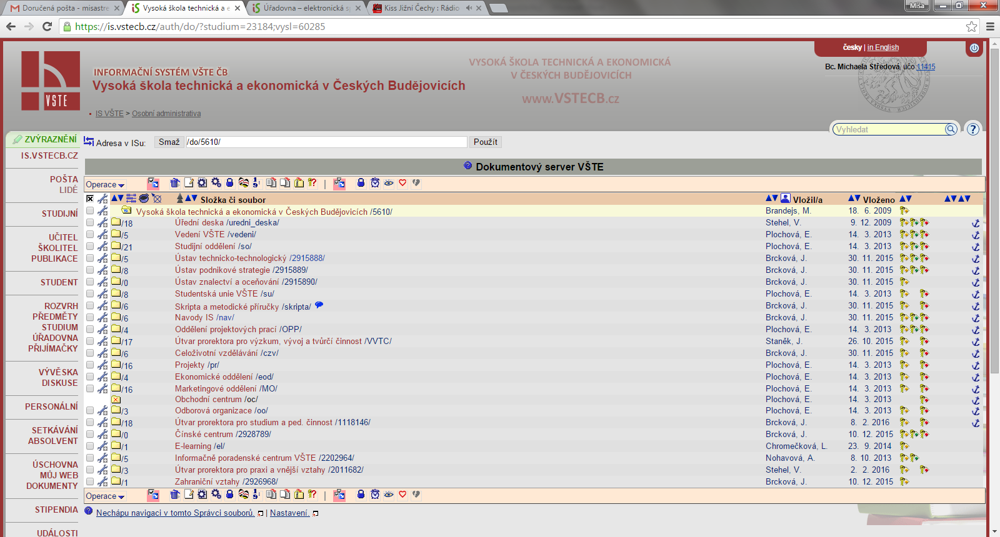 Doručená pošta - misastre
Vysoká škola technická a e
Úřadovna – elektronická sp
Kiss Jižní Čechy : Rádio
Míša
https://is.vstecb.cz/auth/do/?studium=23184;vysl=60285
česky | in English
Bc. Michaela Středová, učo 11415
VŠTE
INFORMAČNÍ SYSTÉM VŠTE ČB
Vysoká škola technická a ekonomická v Českých Budějovicích
VYSOKÁ ŠKOLA TECHNICKÁ A EKONOMICKÁ
V ČESKÝCH BUDĚJOVICÍCH
www.VSTECB.cz
IS VŠTE > Osobní administrativa
Vyhledat
ZVÝRAZNĚNÍ
IS.VSTECB.CZ
POŠTA
LIDÉ
STUDIJNÍ
UČITEL
ŠKOLITEL
PUBLIKACE
STUDENT
ROZVRH
PŘEDMĚTY
STUDIUM
ÚŘADOVNA
PŘIJÍMAČKY
VÝVĚSKA
DISKUSE
PERSONÁLNÍ
SETKÁVÁNÍ
ABSOLVENT
ÚSCHOVNA
MŮJ WEB
DOKUMENTY
STIPENDIA
UDÁLOSTI
Adresa v ISu: Smaž /do/5610/ Použít
Dokumentový server VŠTE
Operace
Složka či soubor Vložil/a Vloženo
Vysoká škola technická a ekonomická v Českých Budějovicích /5610/ Brandejs, M. 18. 6. 2009
/18 Úřední deska /uredni_deska/ Stehel, V. 9. 12. 2009
/5 Vedení VŠTE /vedeni/ Plochová, E. 14. 3. 2013
/21 Studijní oddělení /so/ Plochová, E. 14. 3. 2013
/5 Ústav technicko-technologický /2915888/ Brcková, J. 30. 11. 2015
/8 Ústav podnikové strategie /2915889/ Brcková, J. 30. 11. 2015
/0 Ústav znalectví a oceňování /2915890/ Brcková, J. 30. 11. 2015
/8 Studentská unie VŠTE /su/ Plochová, E. 14. 3. 2013
/6 Skripta a metodické příručky /skripta/ Brcková, J. 30. 11. 2015
/6 Navody IS /nav/ Brcková, J. 30. 11. 2015
/4 Oddělení projektových prací /OPP/ Plochová, E. 14. 3. 2013
/17 Útvar prorektora pro výzkum, vývoj a tvůrčí činnost /VVTC/ Staněk, J. 26. 10. 2015
/6 Celoživotní vzdělávání /czv/ Brcková, J. 30. 11. 2015
/16 Projekty /pr/ Plochová, E. 14. 3. 2013
/4 Ekonomické oddělení /eod/ Plochová, E. 14. 3. 2013
/16 Marketingové oddělení /MO/ Plochová, E. 14. 3. 2013
Obchodní centrum /oc/ Plochová, E. 14. 3. 2013
/3 Odborová organizace /oo/ Plochová, E. 14. 3. 2013
/18 Útvar prorektora pro studium a ped. činnost /1118146/ Brcková, J. 8. 2. 2016
/0 Čínské centrum /2928789/ Brcková, J. 10. 12. 2015
/1 E-learning /el/ Chromečková, L. 23. 9. 2014
/5 Informačně poradenské centrum VŠTE /2202964/ Nohavová, A. 8. 10. 2013
/3 Útvar prorektora pro praxi a vnější vztahy /2011682/ Stehel, V. 2. 2. 2016
/1 Zahraniční vztahy /2926968/ Brcková, J. 10. 12. 2015
Operace
Nechápu navigaci v tomto Správci souborů. | Nastavení.